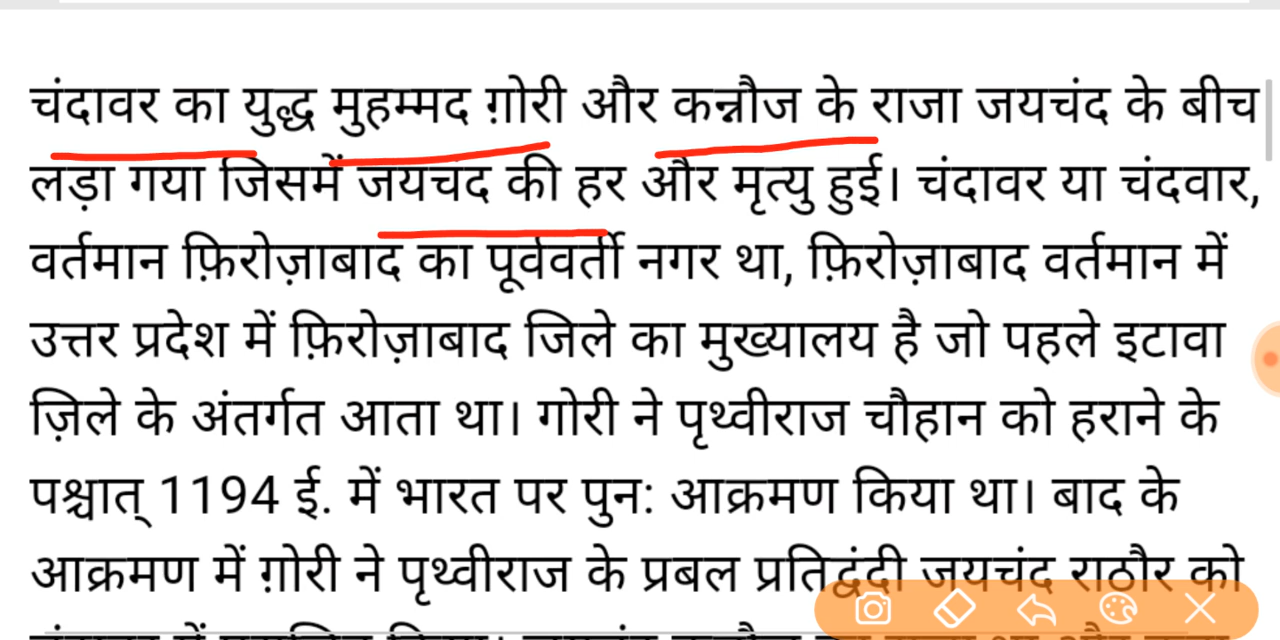 चंदावर का युद्ध मुहम्मद ग़ोरी और कन्नौज के राजा जयचंद के बीच
लड़ा गया जिसमें जयचंद की हर और मृत्यु हुई। चंदावर या चंदवार,
वर्तमान फ़िरोज़ाबाद का पूर्ववर्ती नगर था, फ़िरोज़ाबाद वर्तमान में
उत्तर प्रदेश में फ़िरोज़ाबाद जिले का मुख्यालय है जो पहले इटावा
ज़िले के अंतर्गत आता था। गोरी ने पृथ्वीराज चौहान को हराने के
पश्चात् 1194 ई. में भारत पर पुन: आक्रमण किया था। बाद के
आक्रमण में ग़ोरी ने पृथ्वीराज के प्रबल प्रतिद्वंदी जयचंद राठौर को